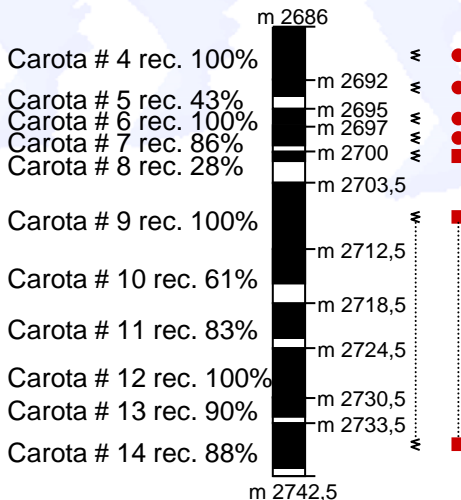 m 2686
Carota # 4 rec. 100%
m 2692
Carota # 5 rec. 43%
m 2695
Carota # 6 rec. 100%
m 2697
Carota # 7 rec. 86%
m 2700
Carota # 8 rec. 28%
m 2703,5
Carota # 9 rec. 100%
m 2712,5
Carota # 10 rec. 61%
m 2718,5
Carota # 11 rec. 83%
m 2724,5
Carota # 12 rec. 100%
m 2730,5
Carota # 13 rec. 90%
m 2733,5
Carota # 14 rec. 88%
m 2742,5